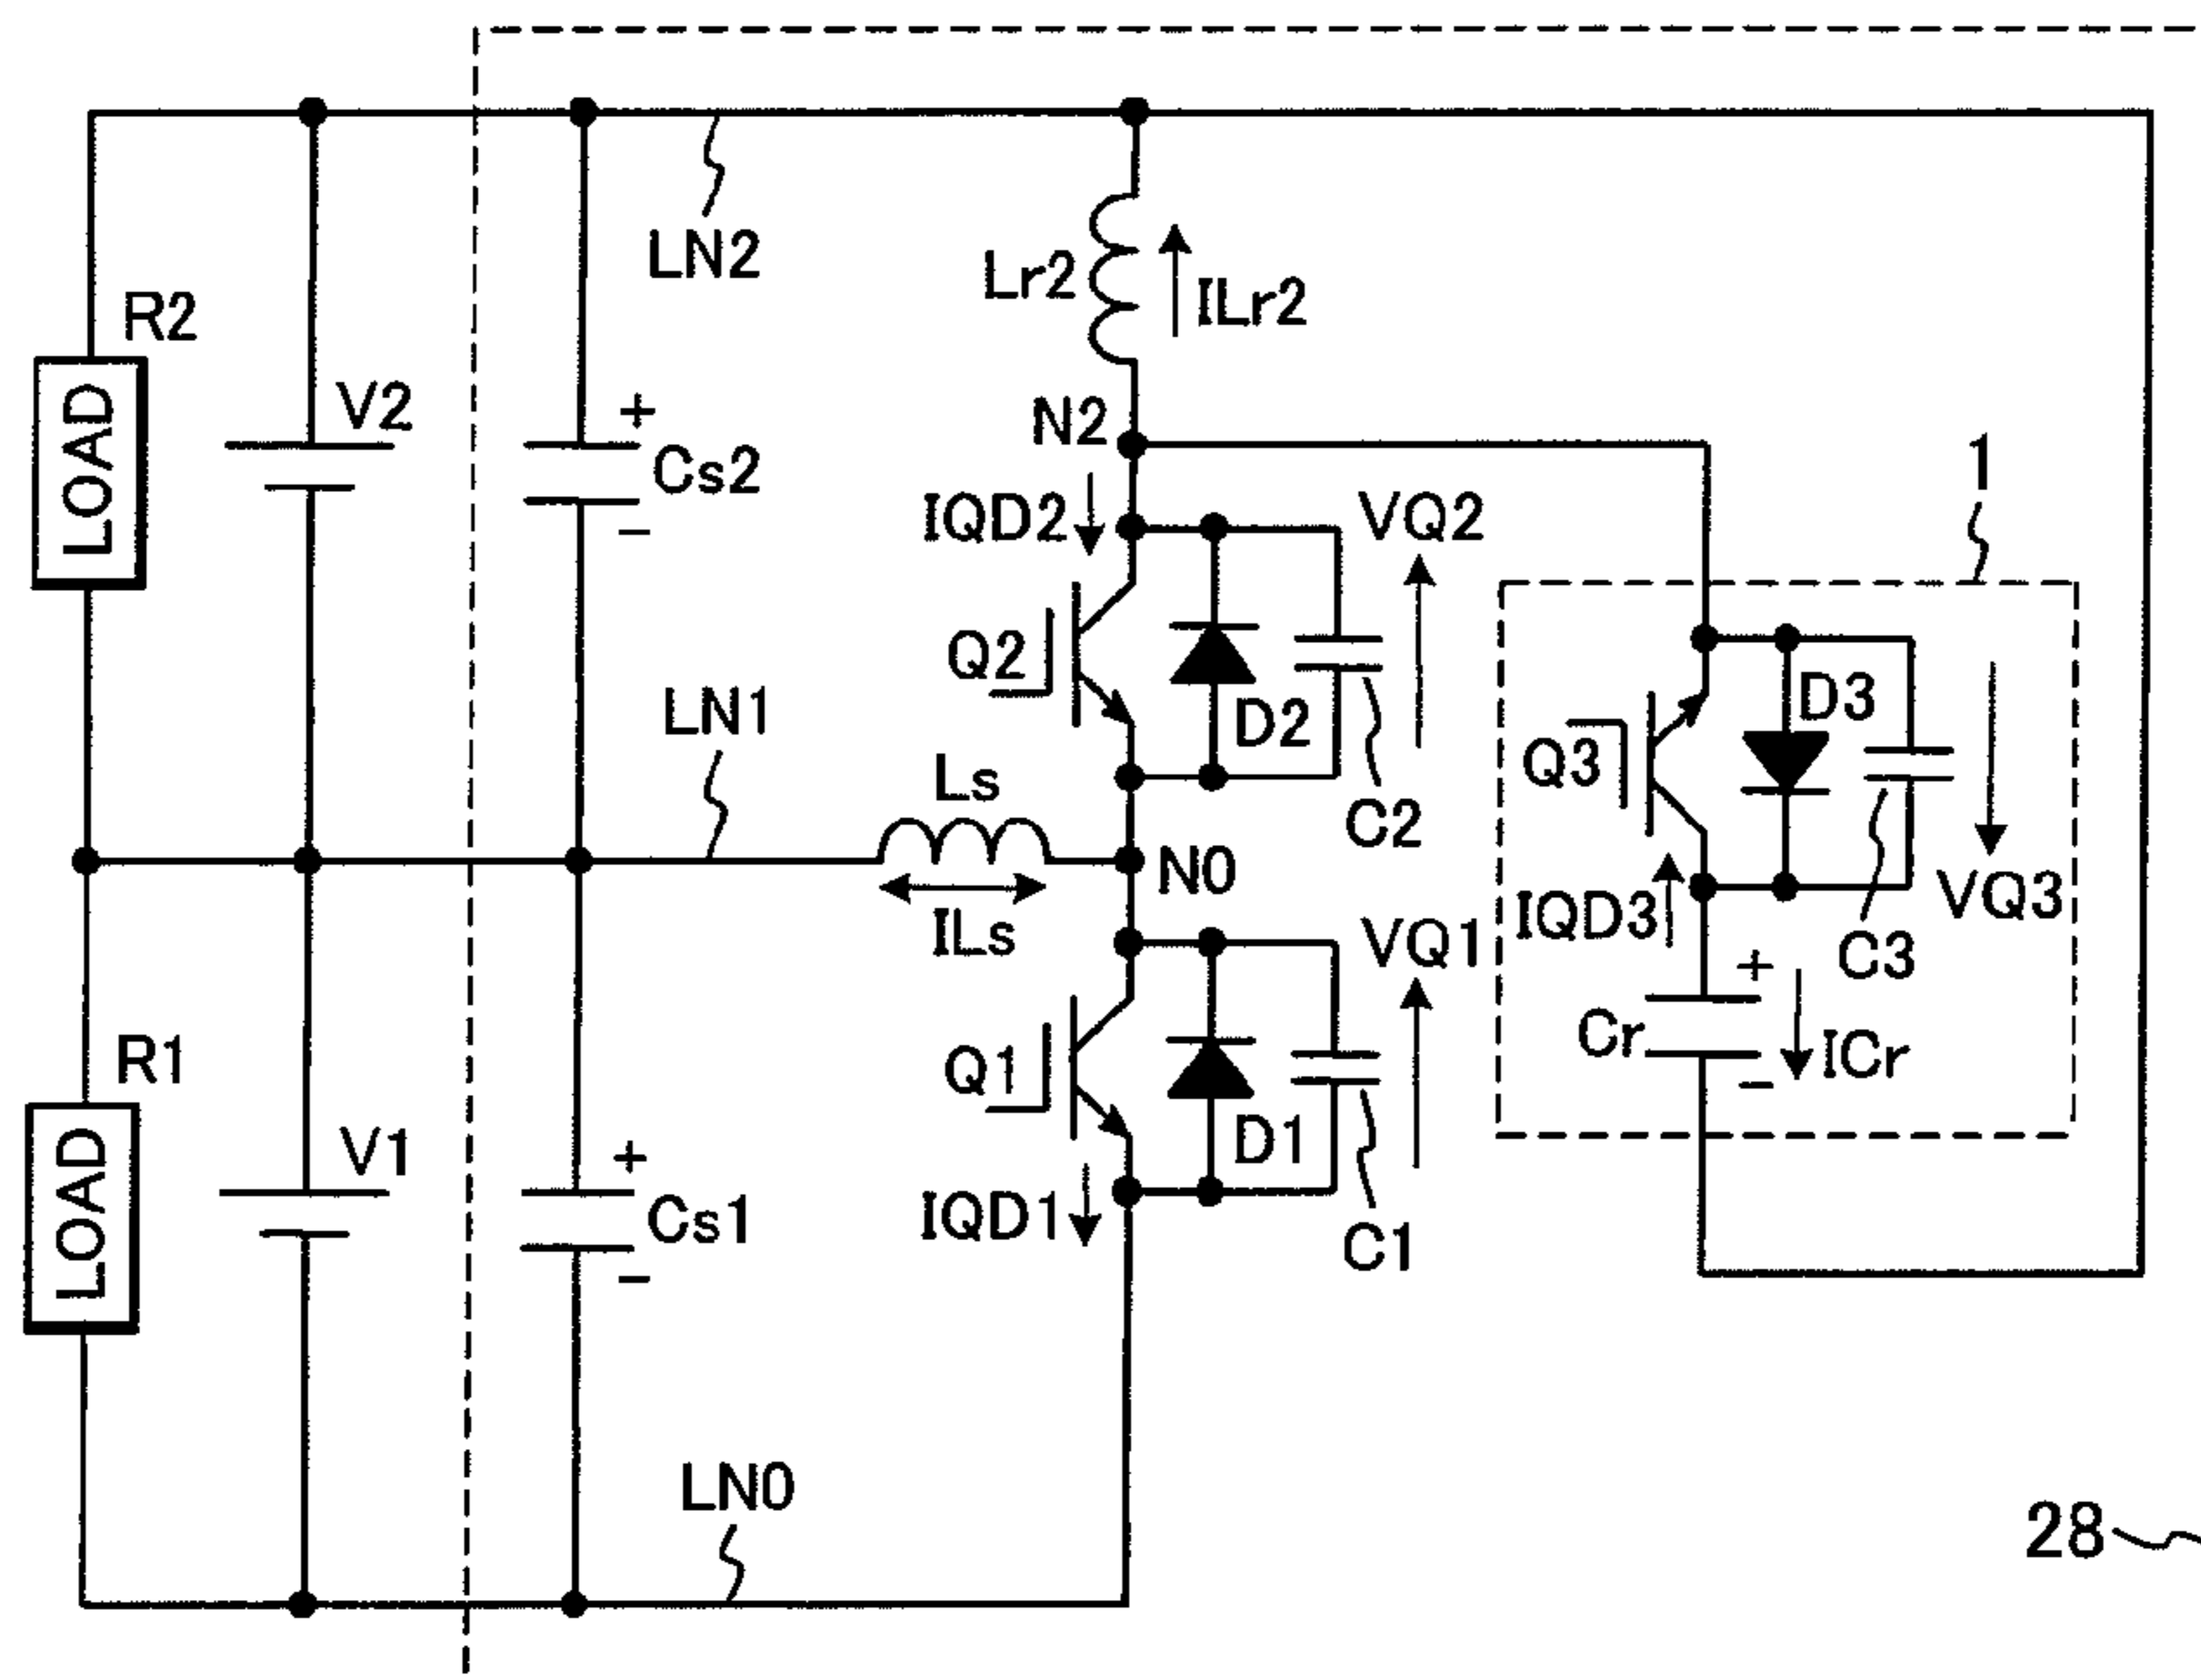 LN2
Lr2
ILr2
R2
LOAD
V2
+
Cs2
−
N2
IQD2
VQ2
1
Q2
D2
C2
LN1
Ls
ILs
N0
Q3
D3
C3
VQ3
IQD3
+
Cr
−
ICr
R1
LOAD
V1
+
Cs1
−
VQ1
Q1
D1
C1
IQD1
LN0
28